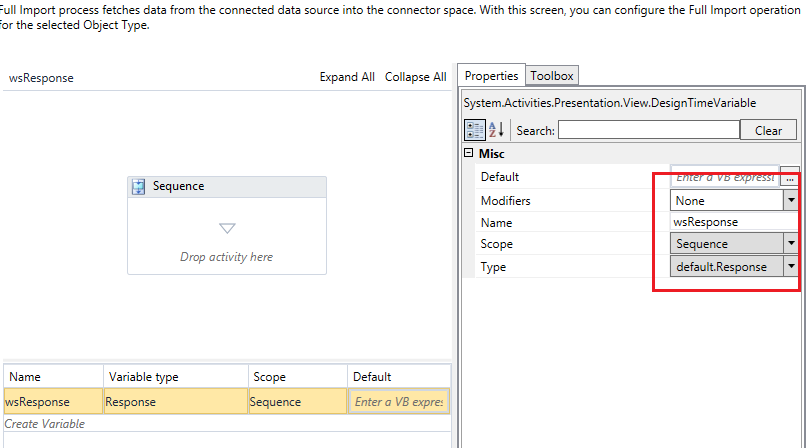 Full Import process fetches data from the connected data source into the connector space. With this screen, you can configure the Full Import operation
for the selected Object Type.
wsResponse
Expand All Collapse All
Sequence
Drop activity here
Name Variable type Scope Default
wsResponse Response Sequence Enter a VB expres
Create Variable
Properties Toolbox
System.Activities.Presentation.View.DesignTimeVariable
Search: Clear
Misc
Default Enter a VB expressi ...
Modifiers None
Name wsResponse
Scope Sequence
Type default.Response